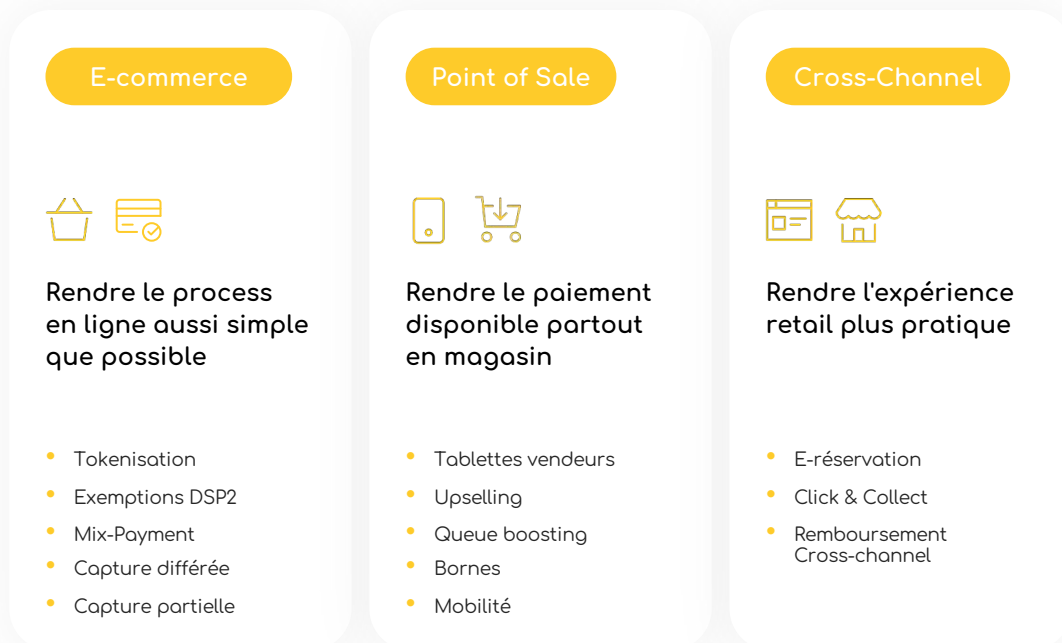 E-commerce
Rendre le process
en ligne aussi simple
que possible
Tokenisation
Exemptions DSP2
Mix-Payment
Capture différée
Capture partielle
Point of Sale
Rendre le paiement
disponible partout
en magasin
Tablettes vendeurs
Upselling
Queue boosting
Bornes
Mobilité
Cross-Channel
Rendre l'expérience
retail plus pratique
E-réservation
Click & Collect
Remboursement
Cross-channel